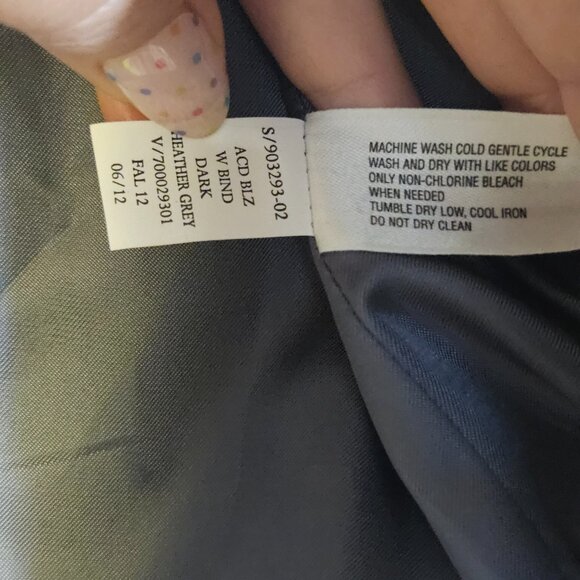 S/903293-02
ACD BLZ
W BIND
DARK
HEATHER GREY
V/700029301
FAL 12
06/12
MACHINE WASH COLD GENTLE CYCLE
WASH AND DRY WITH LIKE COLORS
ONLY NON-CHLORINE BLEACH
WHEN NEEDED
TUMBLE DRY LOW, COOL IRON
DO NOT DRY CLEAN